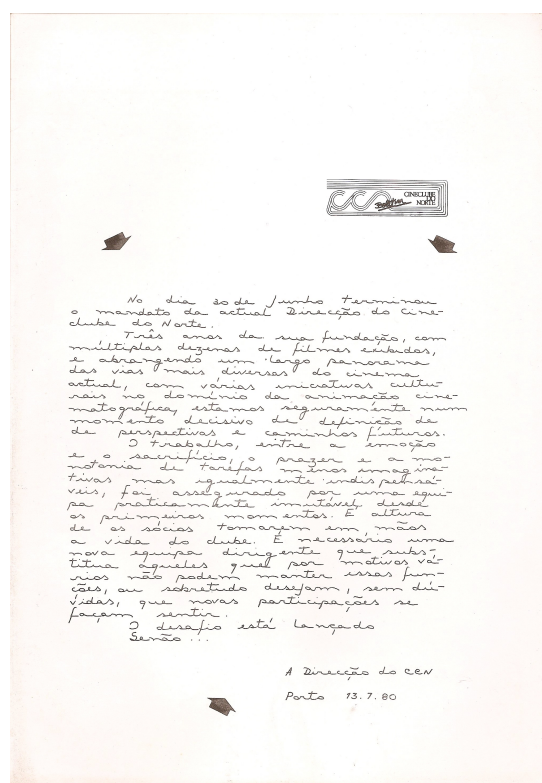 CINECLUBE
DO
NORTE
Boletim
No dia 30 de Junho terminou
o mandato da actual Direcção do Cine-
clube do Norte.
Três anos da sua fundação, com
múltiplas dezenas de filmes exibidos,
e abrangendo um largo panorama
das vias mais diversas do cinema
actual, com várias iniciativas cultu-
rais no domínio da animação cine-
matográfica, estamos seguramente num
momento decisivo de definição de
de perspectivas e caminhos futuros.
O trabalho, entre a emoção
e o sacrifício, o prazer e a mo-
notonia de tarefas menos imagina-
tivas mas igualmente indispensá-
veis, foi assegurado por uma equi-
pa praticamente imutável desde
os primeiros momentos. É altura
de os sócios tomarem em mãos
a vida do clube. É necessário uma
nova equipa dirigente que subs-
titua aqueles que, por motivos vá-
rios não podem manter essas fun-
ções, ou sobretudo desejam, sem dú-
vidas, que novas participações se
façam sentir.
O desafio está lançado
Senão...
A Direcção do CCN
Porto 13.7.80